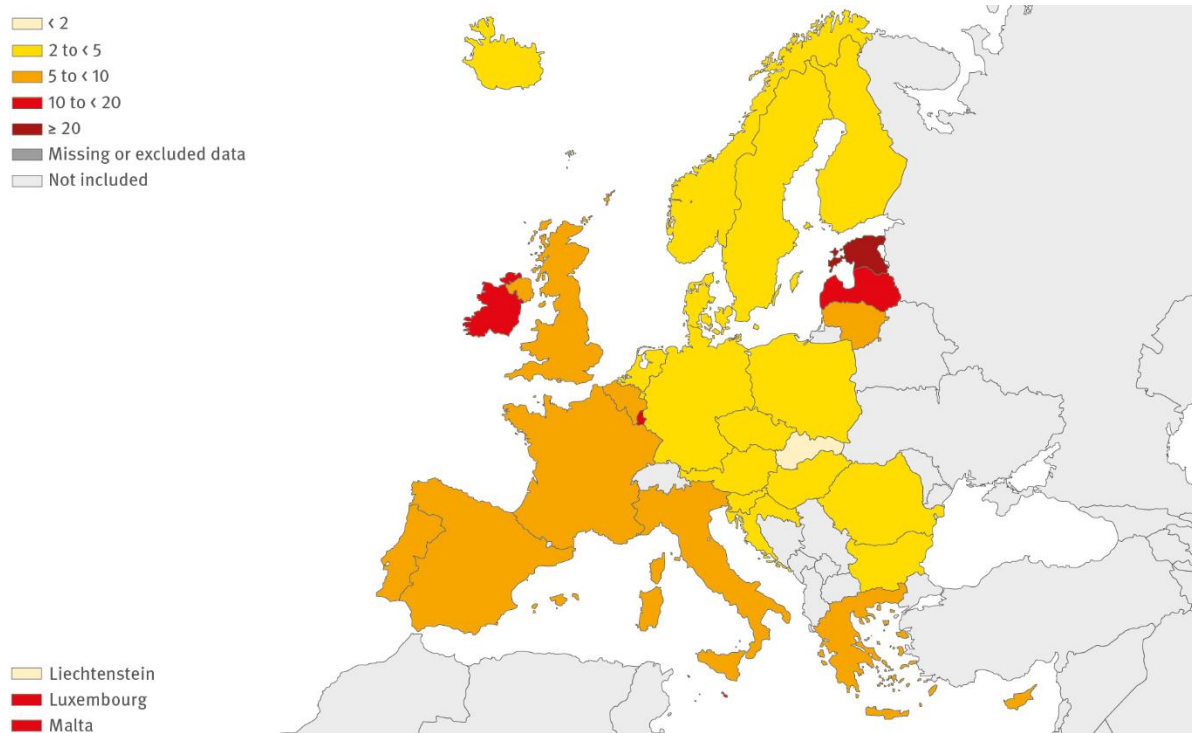 < 2
2 to < 5
5 to < 10
10 to < 20
≥ 20
Missing or excluded data
Not included
Liechtenstein
Luxembourg
Malta